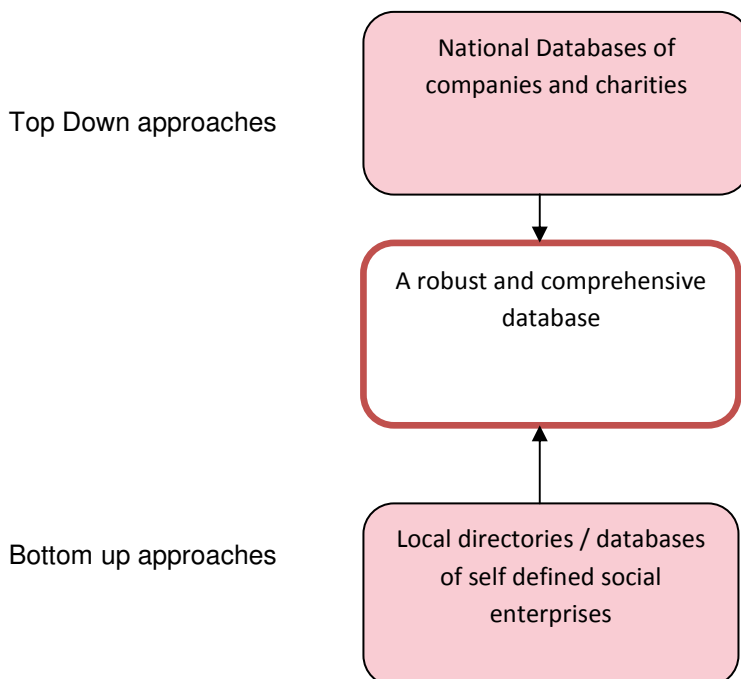 National Databases of
companies and charities
Top Down approaches
A robust and comprehensive
database
Local directories / databases
of self defined social
enterprises
Bottom up approaches